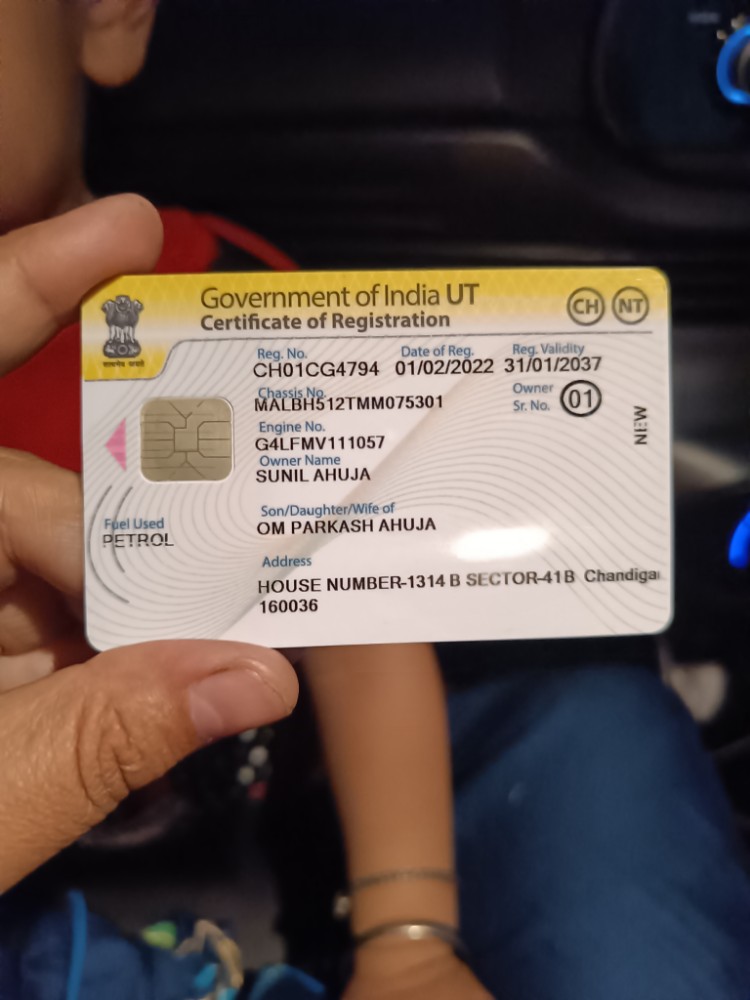 Government of India UT
Certificate of Registration
CH NT
Reg. No. Date of Reg. Reg. Validity
CH01CG4794 01/02/2022 31/01/2037
Chassis No.
MALBH512TMM075301
Owner
Sr. No. 01
NEW
Engine No.
G4LFMV111057
Owner Name
SUNIL AHUJA
Son/Daughter/Wife of
OM PARKASH AHUJA
Fuel Used
PETROL
Address
HOUSE NUMBER-1314 B SECTOR-41B Chandigar
160036